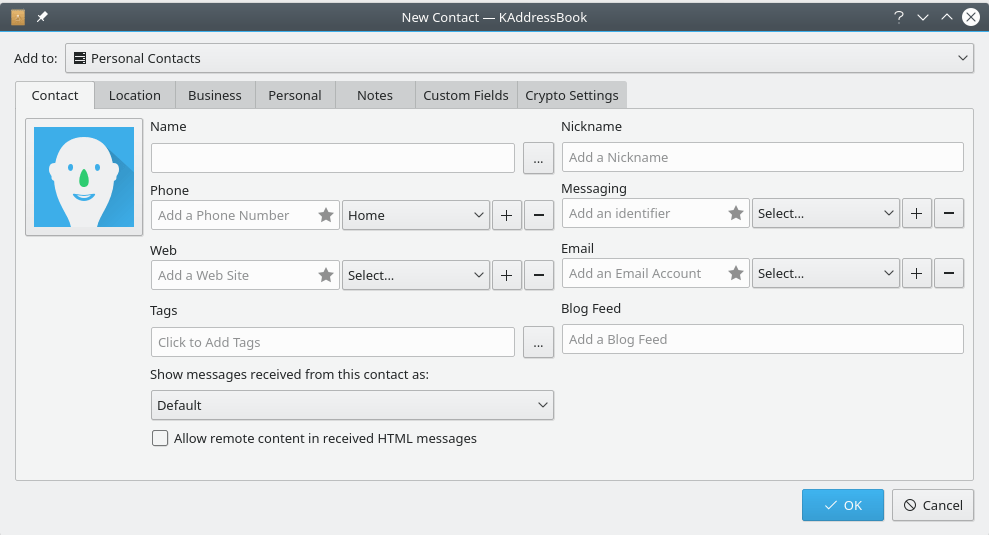 New Contact — KAddressBook
Add to: Personal Contacts
Contact Location Business Personal Notes Custom Fields Crypto Settings
Name
...
Nickname
Add a Nickname
Phone
Add a Phone Number Home
Messaging
Add an identifier Select...
Web
Add a Web Site Select...
Email
Add an Email Account Select...
Tags
Click to Add Tags ...
Blog Feed
Add a Blog Feed
Show messages received from this contact as:
Default
Allow remote content in received HTML messages
OK Cancel